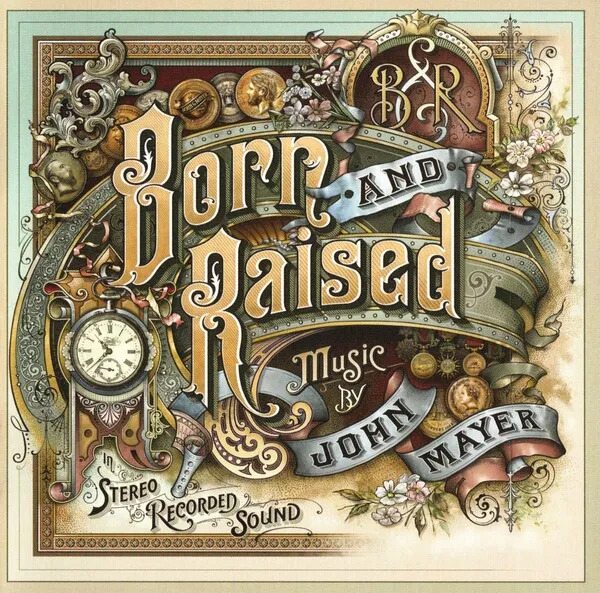 B&R
Born
AND
Raised
Music
BY
JOHN
MAYER
IN
STEREO
RECORDED
SOUND